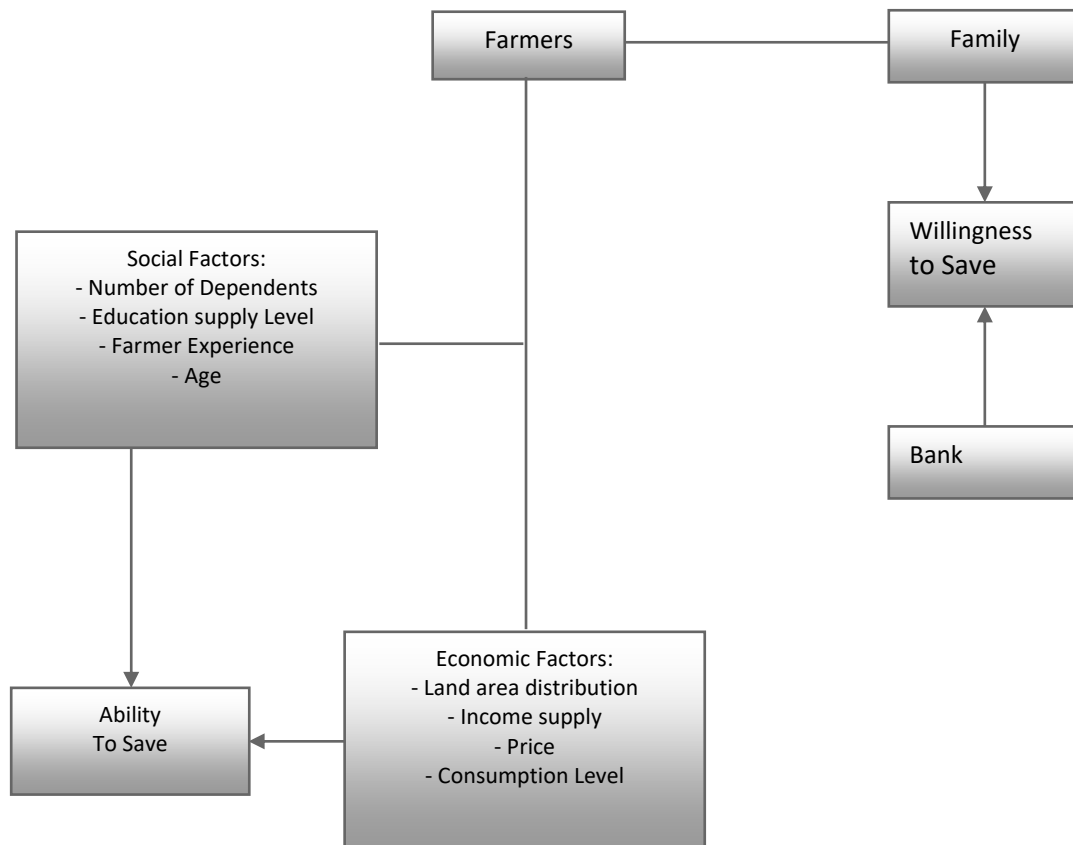 Farmers
Family
Willingness
to Save
Social Factors:
- Number of Dependents
- Education supply Level
- Farmer Experience
- Age
Bank
Economic Factors:
- Land area distribution
- Income supply
- Price
- Consumption Level
Ability
To Save